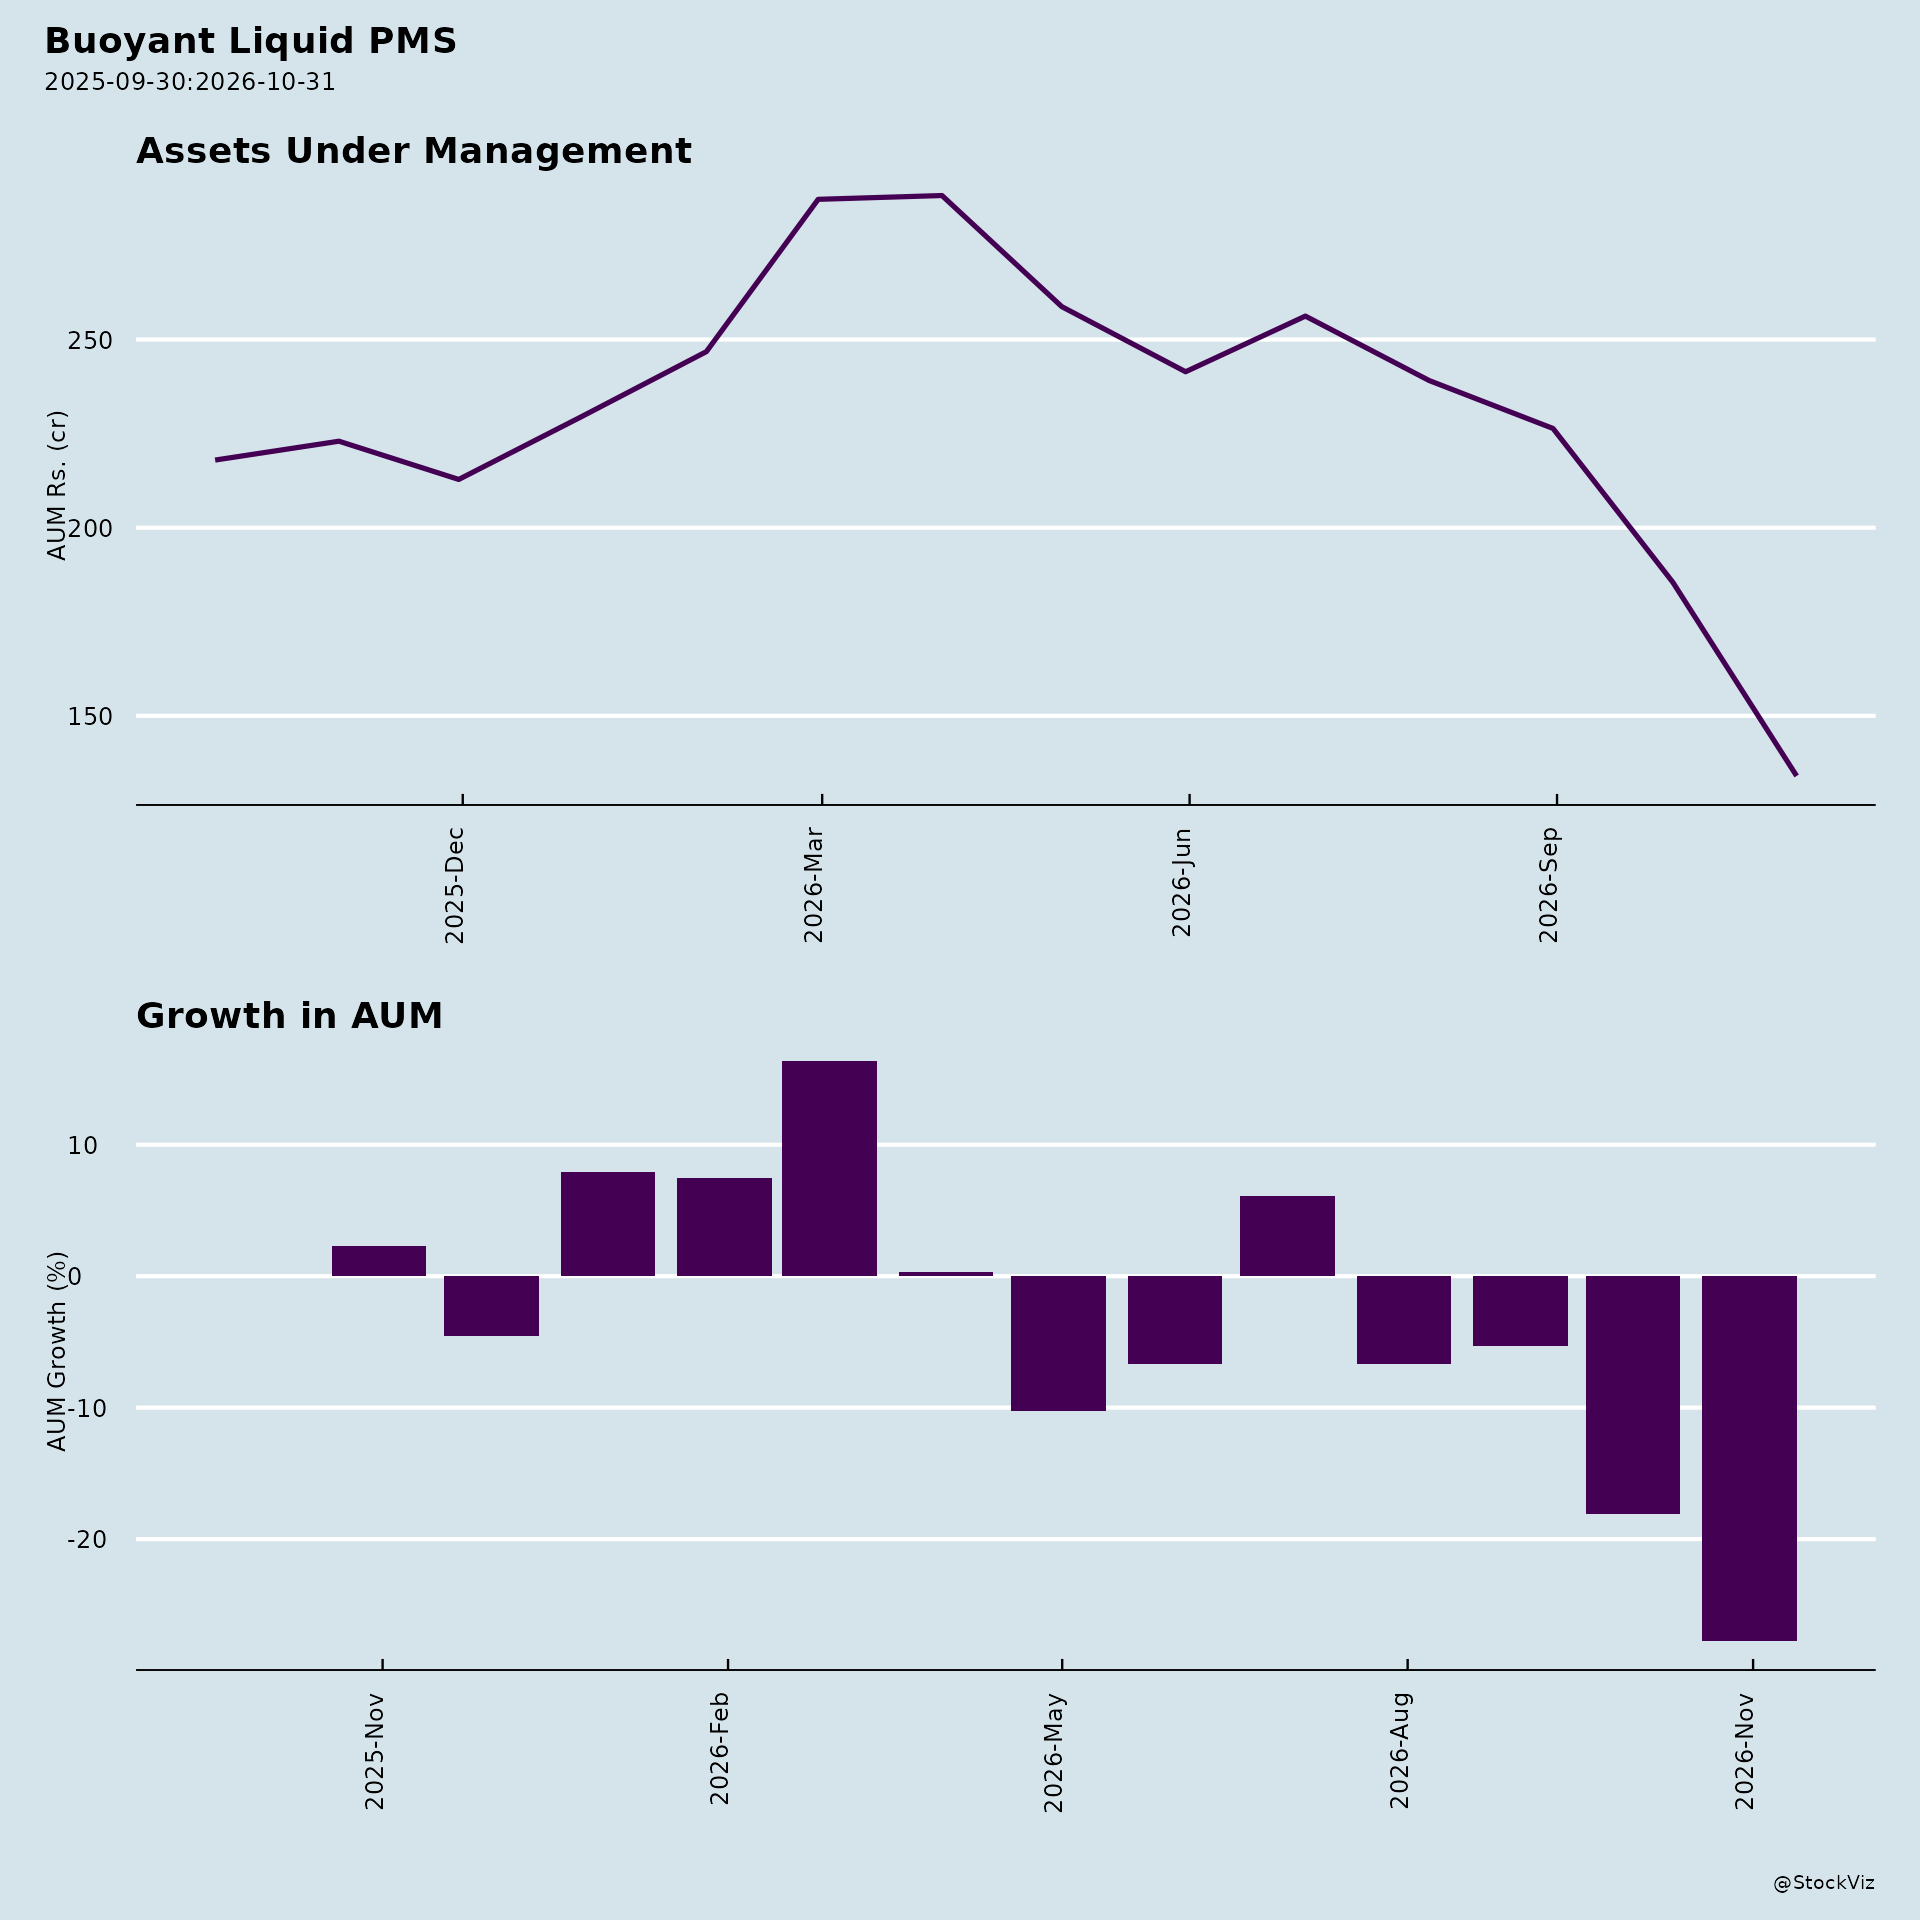 Buoyant Liquid PMS
2025-09-30:2026-10-31
Assets Under Management
AUM Rs. (cr)
250
200
150
2025-Dec
2026-Mar
2026-Jun
2026-Sep
Growth in AUM
AUM Growth (%)
10
0
-10
-20
2025-Nov
2026-Feb
2026-May
2026-Aug
2026-Nov
@StockViz